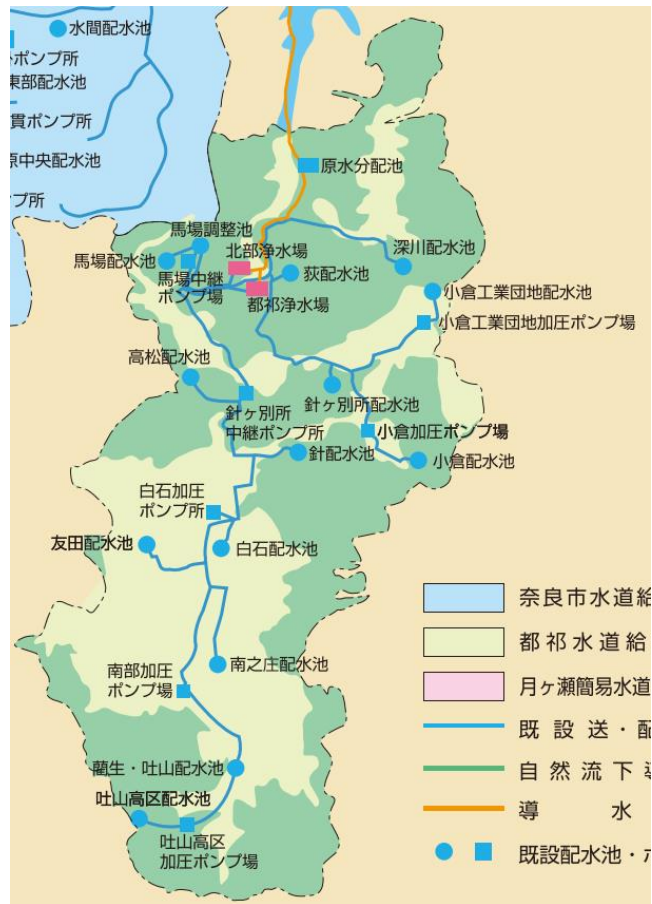 水間配水池
ポンプ所
東部配水池
貫ポンプ所
原中央配水池
プ所
原水分配池
馬場調整池
馬場配水池
北部浄水場
深川配水池
馬場中継
ポンプ場
荻配水池
都祁浄水場
小倉工業団地配水池
小倉工業団地加圧ポンプ場
高松配水池
針ヶ別所配水池
針ヶ別所
中継ポンプ所
小倉加圧ポンプ場
針配水池
小倉配水池
白石加圧
ポンプ所
友田配水池
白石配水池
奈良市水道給
都祁水道給
南之庄配水池
南部加圧
ポンプ場
月ヶ瀬簡易水道
既設送・配
藺生・吐山配水池
自然流下導
吐山高区配水池
導水
吐山高区
加圧ポンプ場
既設配水池・ポ